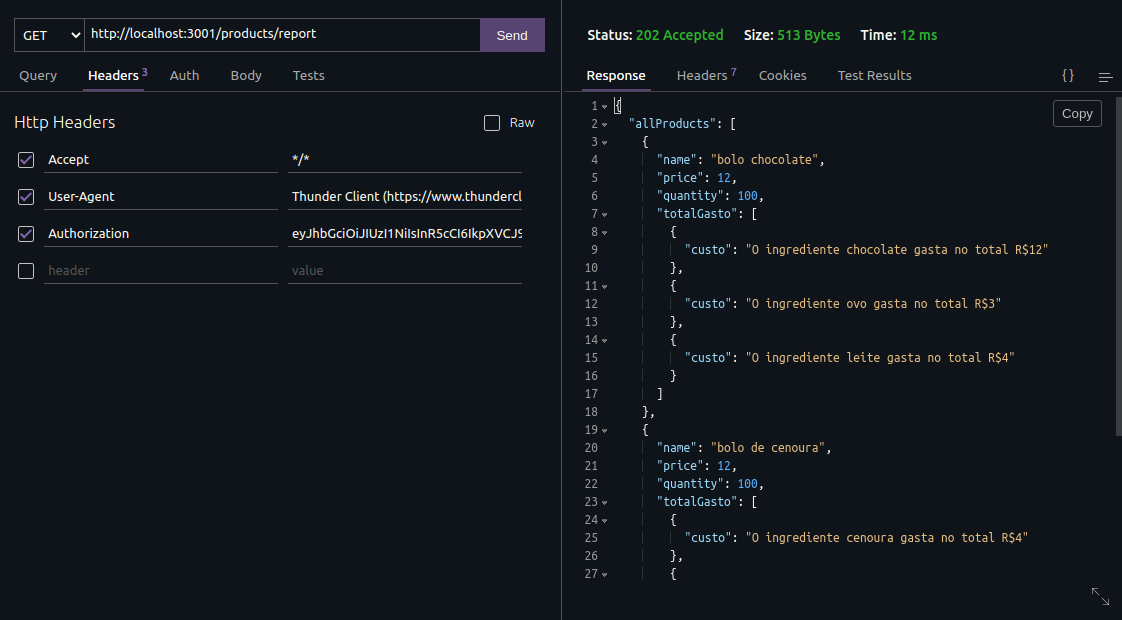 GET http://localhost:3001/products/report Send
Query Headers 3 Auth Body Tests
Http Headers Raw
Accept */*
User-Agent Thunder Client (https://www.thundercl
Authorization eyJhbGciOiJIUzI1NiIsInR5cCI6IkpXVCJ9
header value
Status: 202 Accepted Size: 513 Bytes Time: 12 ms
Response Headers 7 Cookies Test Results {}
Copy
1 {
2 "allProducts": [
3 {
4 "name": "bolo chocolate",
5 "price": 12,
6 "quantity": 100,
7 "totalGasto": [
8 {
9 "custo": "O ingrediente chocolate gasta no total R$12"
10 },
11 {
12 "custo": "O ingrediente ovo gasta no total R$3"
13 },
14 {
15 "custo": "O ingrediente leite gasta no total R$4"
16 }
17 ]
18 },
19 {
20 "name": "bolo de cenoura",
21 "price": 12,
22 "quantity": 100,
23 "totalGasto": [
24 {
25 "custo": "O ingrediente cenoura gasta no total R$4"
26 },
27 {